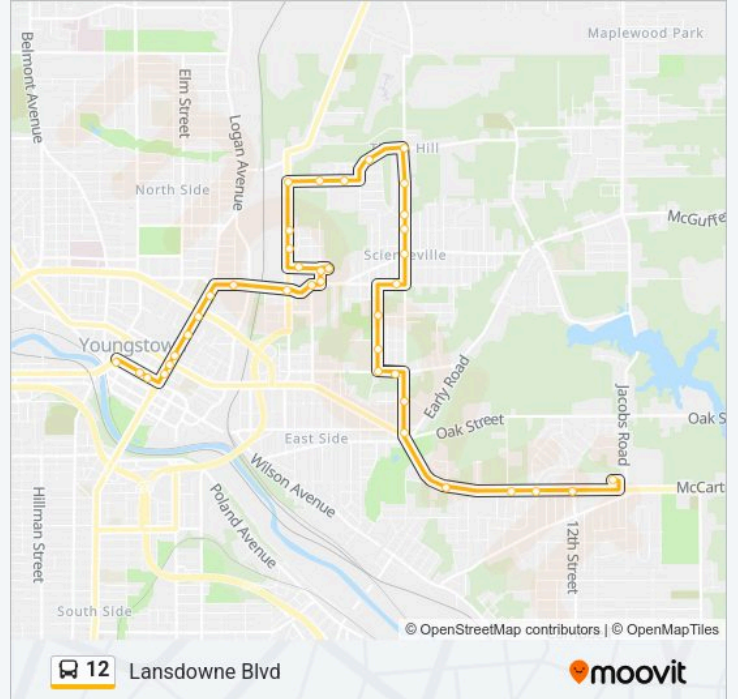 Maplewood Park
Belmont Avenue
Elm Street
Logan Avenue
Hill
North Side
McGuffe
Scienceville
Youngstow
Early Road
Jacobs Road
Oak Street
Oak S
East Side
Wilson Avenue
McCart
Hillman Street
Poland Avenue
12th Street
South Side
© OpenStreetMap contributors | © OpenMapTiles
12 Lansdowne Blvd
moovit